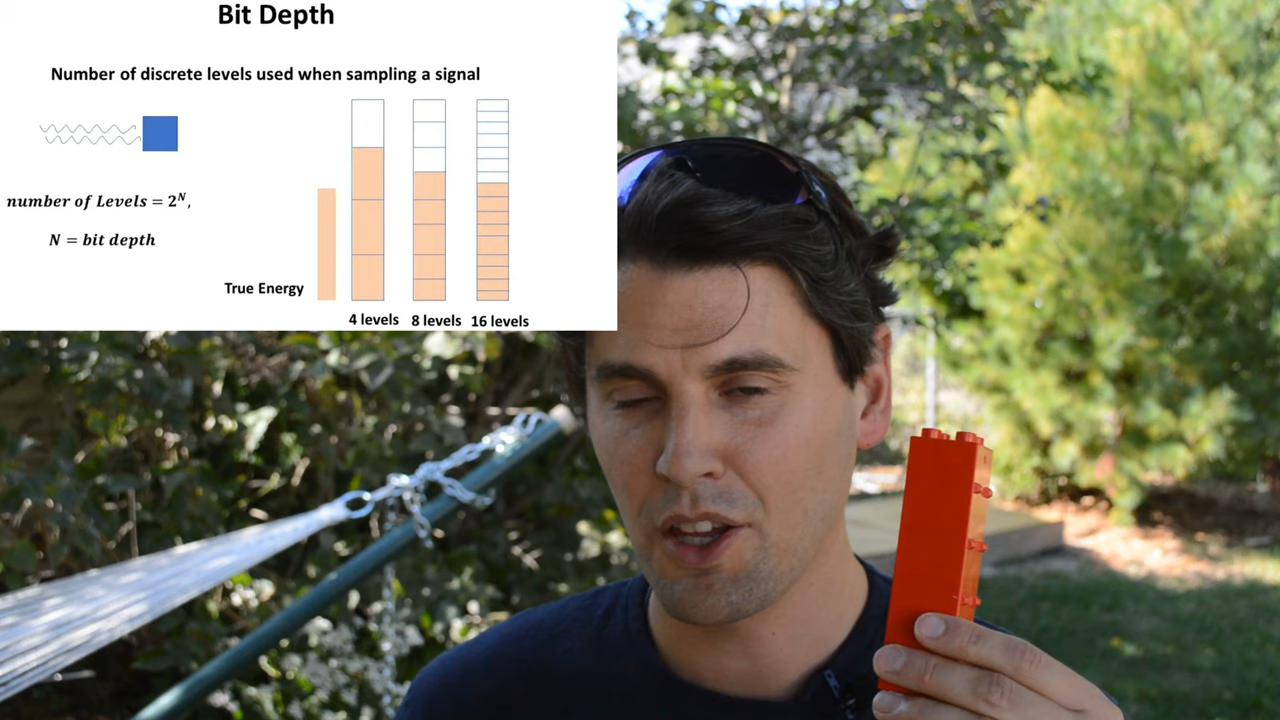 Bit Depth
Number of discrete levels used when sampling a signal
number of Levels = 2^N,
N = bit depth
True Energy
4 levels 8 levels 16 levels